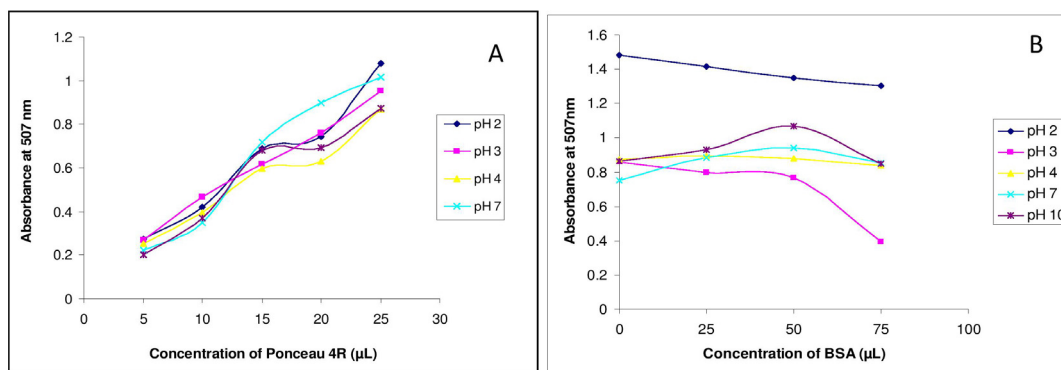 A
1.2
1
0.8
0.6
0.4
0.2
0
0 5 10 15 20 25 30
Absorbance at 507 nm
Concentration of Ponceau 4R (µL)
pH 2
pH 3
pH 4
pH 7
B
1.6
1.4
1.2
1
0.8
0.6
0.4
0.2
0
0 25 50 75 100
Absorbance at 507nm
Concentration of BSA (µL)
pH 2
pH 3
pH 4
pH 7
pH 10